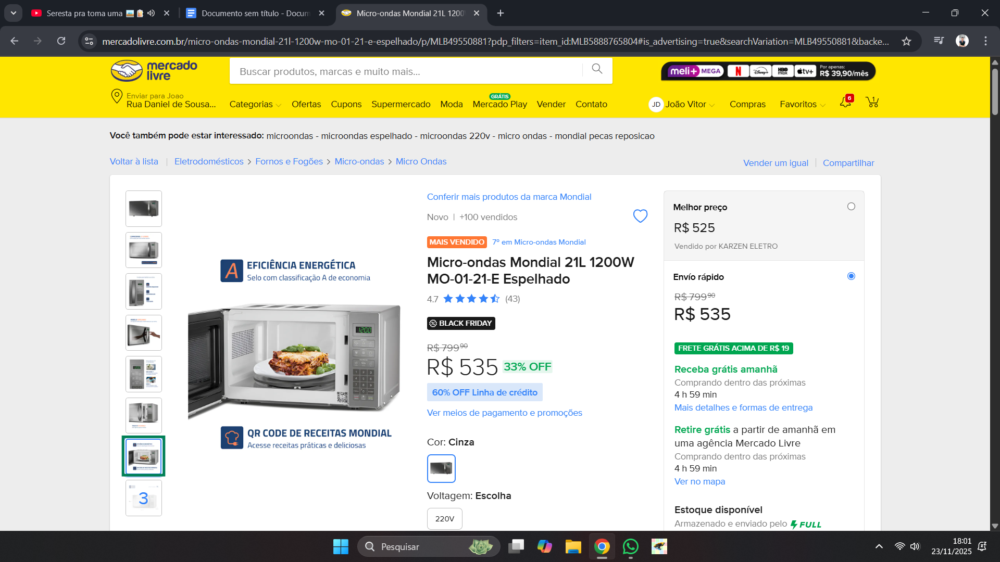 Seresta pra toma uma
Documento sem título - Docum
Micro-ondas Mondial 21L 1200
mercadolivre.com.br/micro-ondas-mondial-21l-1200w-mo-01-21-e-espelhado/p/MLB49550881?pdp_filters=item_id:MLB5888765804#is_advertising=true&searchVariation=MLB49550881&backe...
mercado
livre
Buscar produtos, marcas e muito mais...
meli+ MEGA
N
Disney+
HBO
max
tv+
Por apenas:
R$ 39,90/mês
Enviar para Joao
Rua Daniel de Sousa...
Categorias
Ofertas
Cupons
Supermercado
Moda
GRÁTIS
Mercado Play
Vender
Contato
JD
João Vitor
Compras
Favoritos
6
1
Você também pode estar interessado: microondas - microondas espelhado - microondas 220v - micro ondas - mondial pecas reposicao
Voltar à lista
Eletrodomésticos > Fornos e Fogões > Micro-ondas > Micro Ondas
Vender um igual
Compartilhar
3
A
EFICIÊNCIA ENERGÉTICA
Selo com classificação A de economia
12:00
QR CODE DE RECEITAS MONDIAL
Acesse receitas práticas e deliciosas
Conferir mais produtos da marca Mondial
Novo | +100 vendidos
MAIS VENDIDO
7º em Micro-ondas Mondial
Micro-ondas Mondial 21L 1200W
MO-01-21-E Espelhado
4.7
(43)
BLACK FRIDAY
R$ 799 90
R$ 535
33% OFF
60% OFF Linha de crédito
Ver meios de pagamento e promoções
Cor: Cinza
Voltagem: Escolha
220V
Melhor preço
R$ 525
Vendido por KARZEN ELETRO
Envío rápido
R$ 799 90
R$ 535
FRETE GRÁTIS ACIMA DE R$ 19
Receba grátis amanhã
Comprando dentro das próximas
4 h 59 min
Mais detalhes e formas de entrega
Retire grátis a partir de amanhã em
uma agência Mercado Livre
Comprando dentro das próximas
4 h 59 min
Ver no mapa
Estoque disponível
Armazenado e enviado pelo FULL
Pesquisar
18:01
23/11/2025